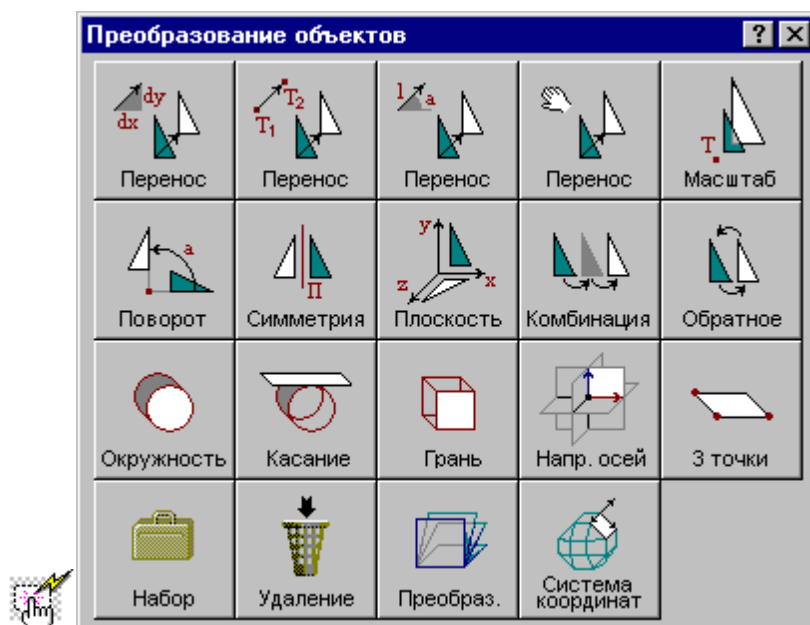 Преобразование объектов ? ×
dy T₂ l a
dx T₁ T
Перенос Перенос Перенос Перенос Масштаб
a П y z x
Поворот Симметрия Плоскость Комбинация Обратное
Окружность Касание Грань Напр. осей 3 точки
Набор Удаление Преобраз. Система
координат